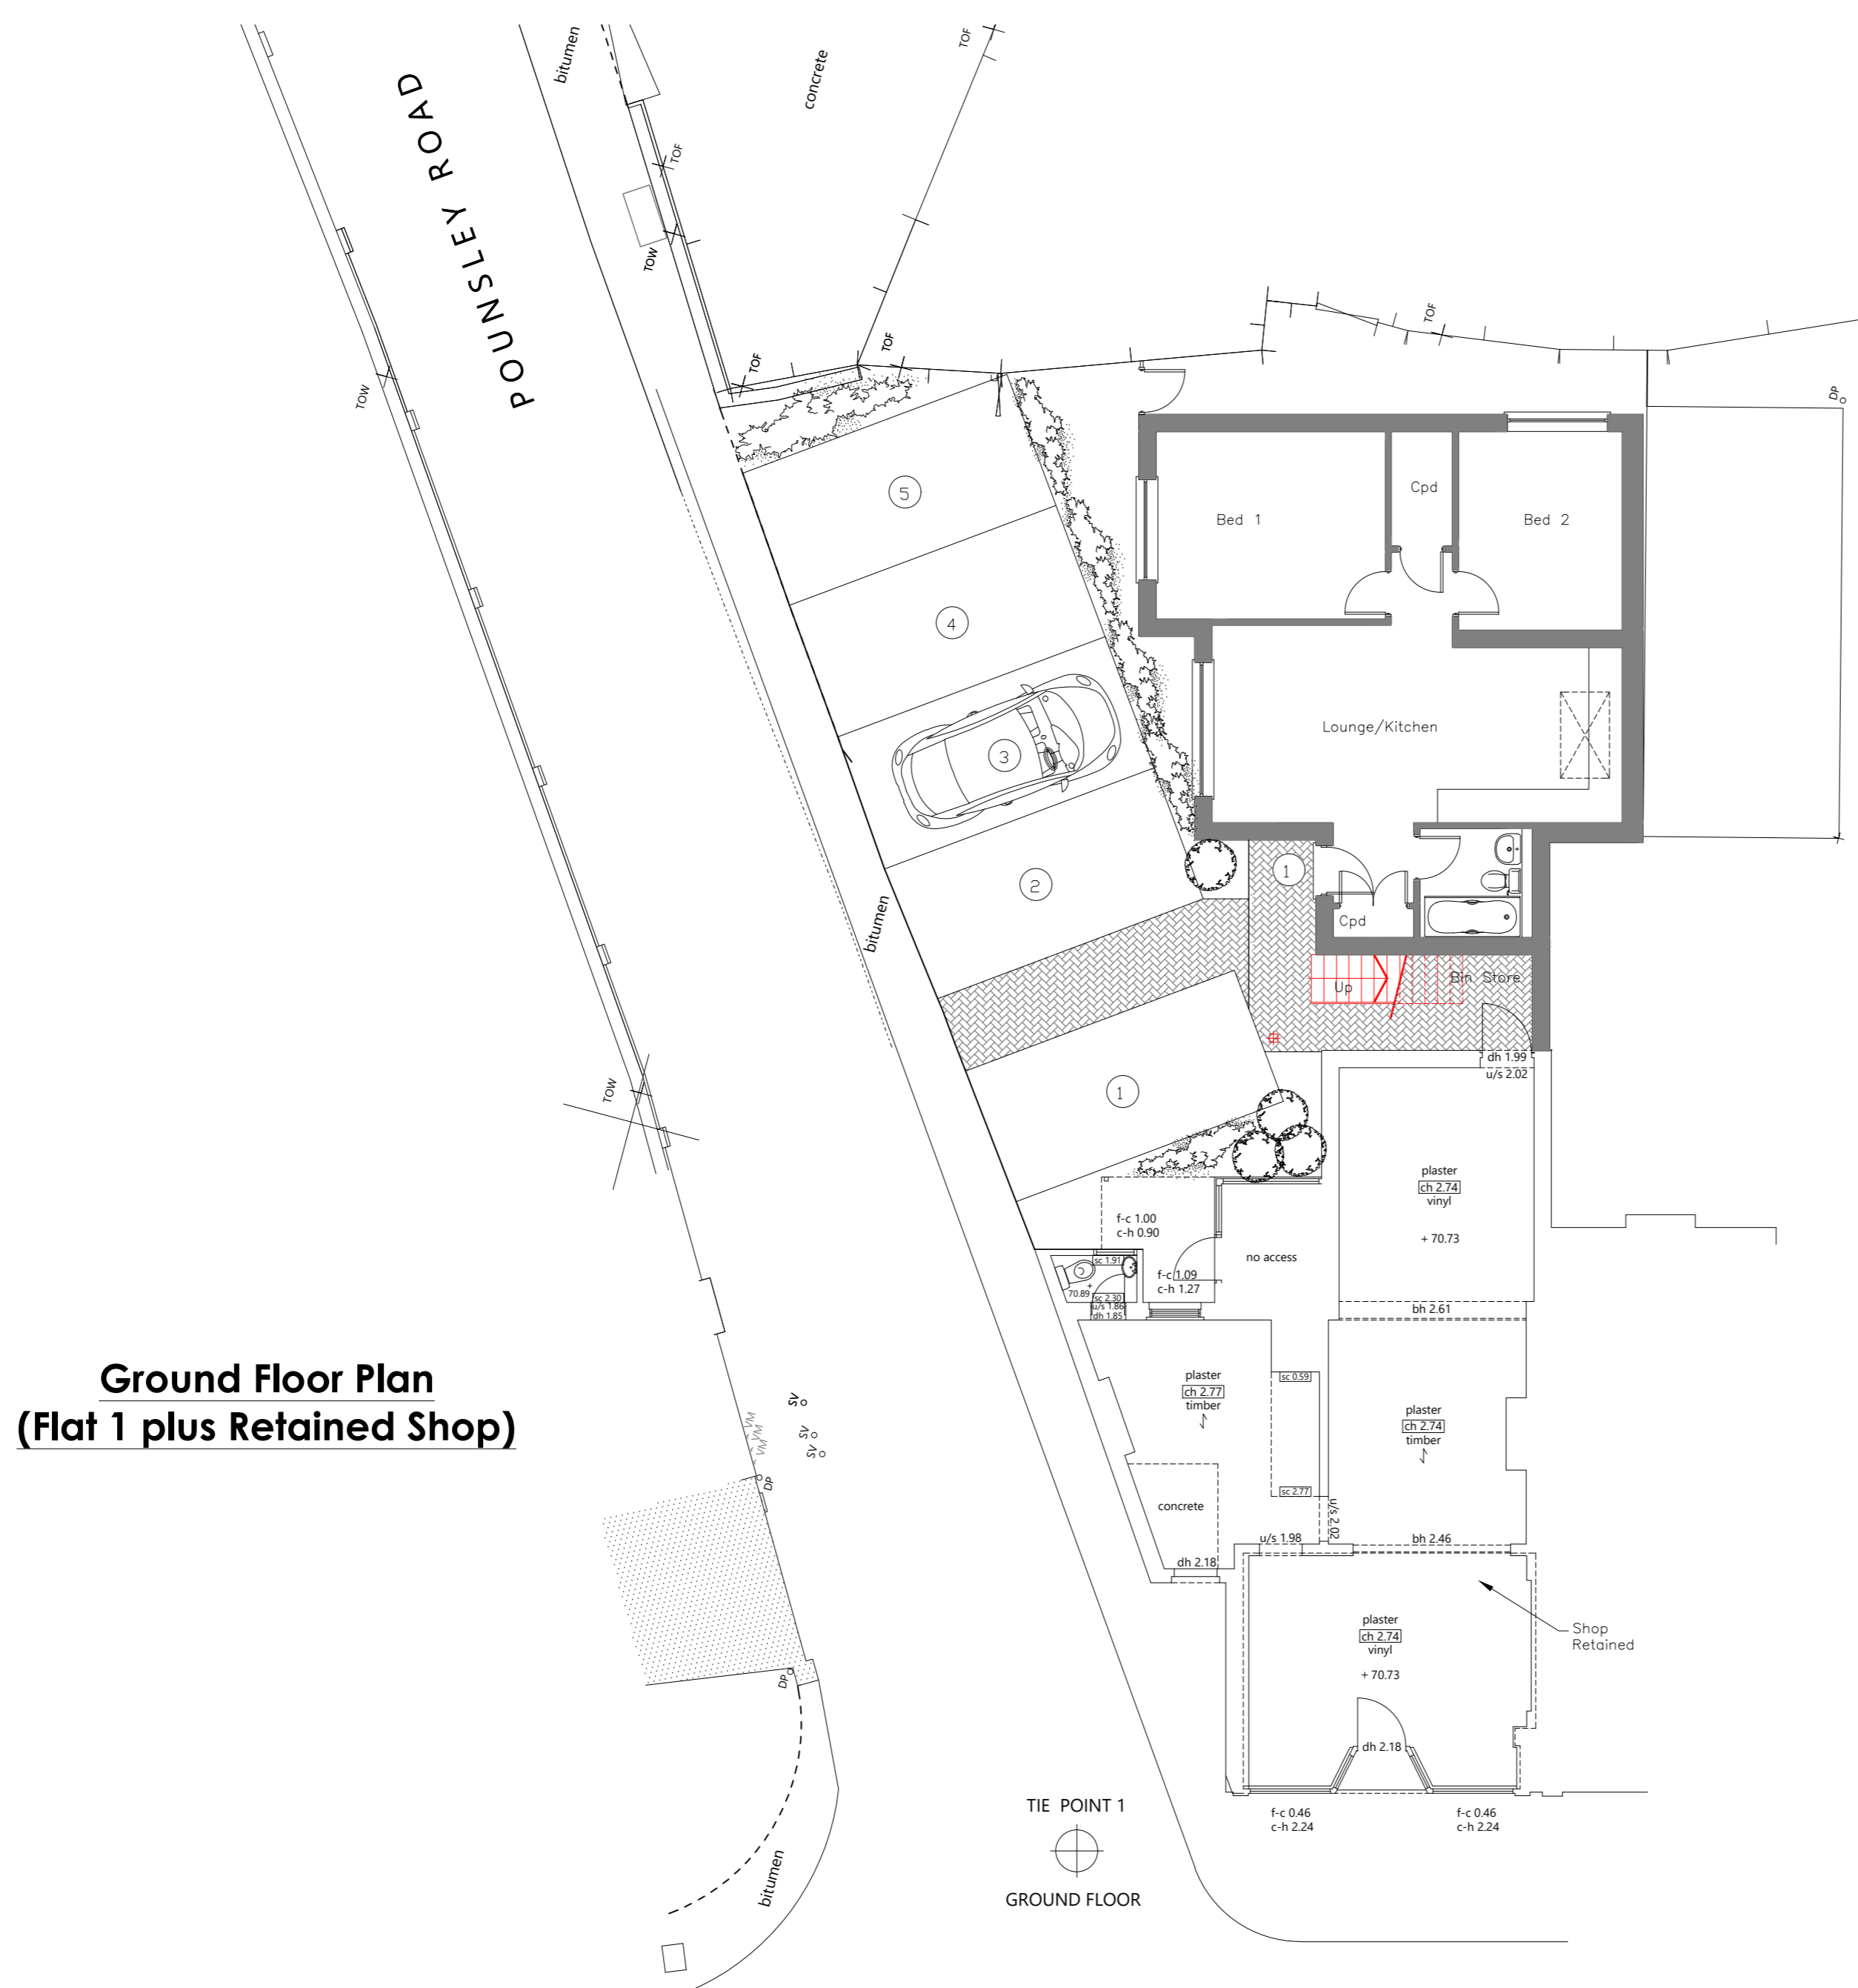 bitumen
concrete
TOF
POUNSLEY ROAD
TOF
TOW
TOF
TOF
TOF
TOW
DP
5
Cpd
Bed 1
Bed 2
4
Lounge/Kitchen
3
2
1
bitumen
Cpd
Up
Bin Store
dh 1.99
u/s 2.02
TOW
1
plaster
ch 2.74
vinyl
+ 70.73
f-c 1.00
c-h 0.90
no access
sc 1.91
f-c 1.09
c-h 1.27
+
70.89
sc 2.30
u/s 1.86
dh 1.85
bh 2.61
Ground Floor Plan
(Flat 1 plus Retained Shop)
plaster
ch 2.77
timber
sc 0.59
plaster
ch 2.74
timber
SV
SV
SV
VM
VM
VM
DP
sc 2.77
concrete
u/s 2.02
u/s 1.98
bh 2.46
dh 2.18
plaster
ch 2.74
vinyl
+ 70.73
Shop
Retained
DP
dh 2.18
TIE POINT 1
GROUND FLOOR
f-c 0.46
c-h 2.24
f-c 0.46
c-h 2.24
bitumen